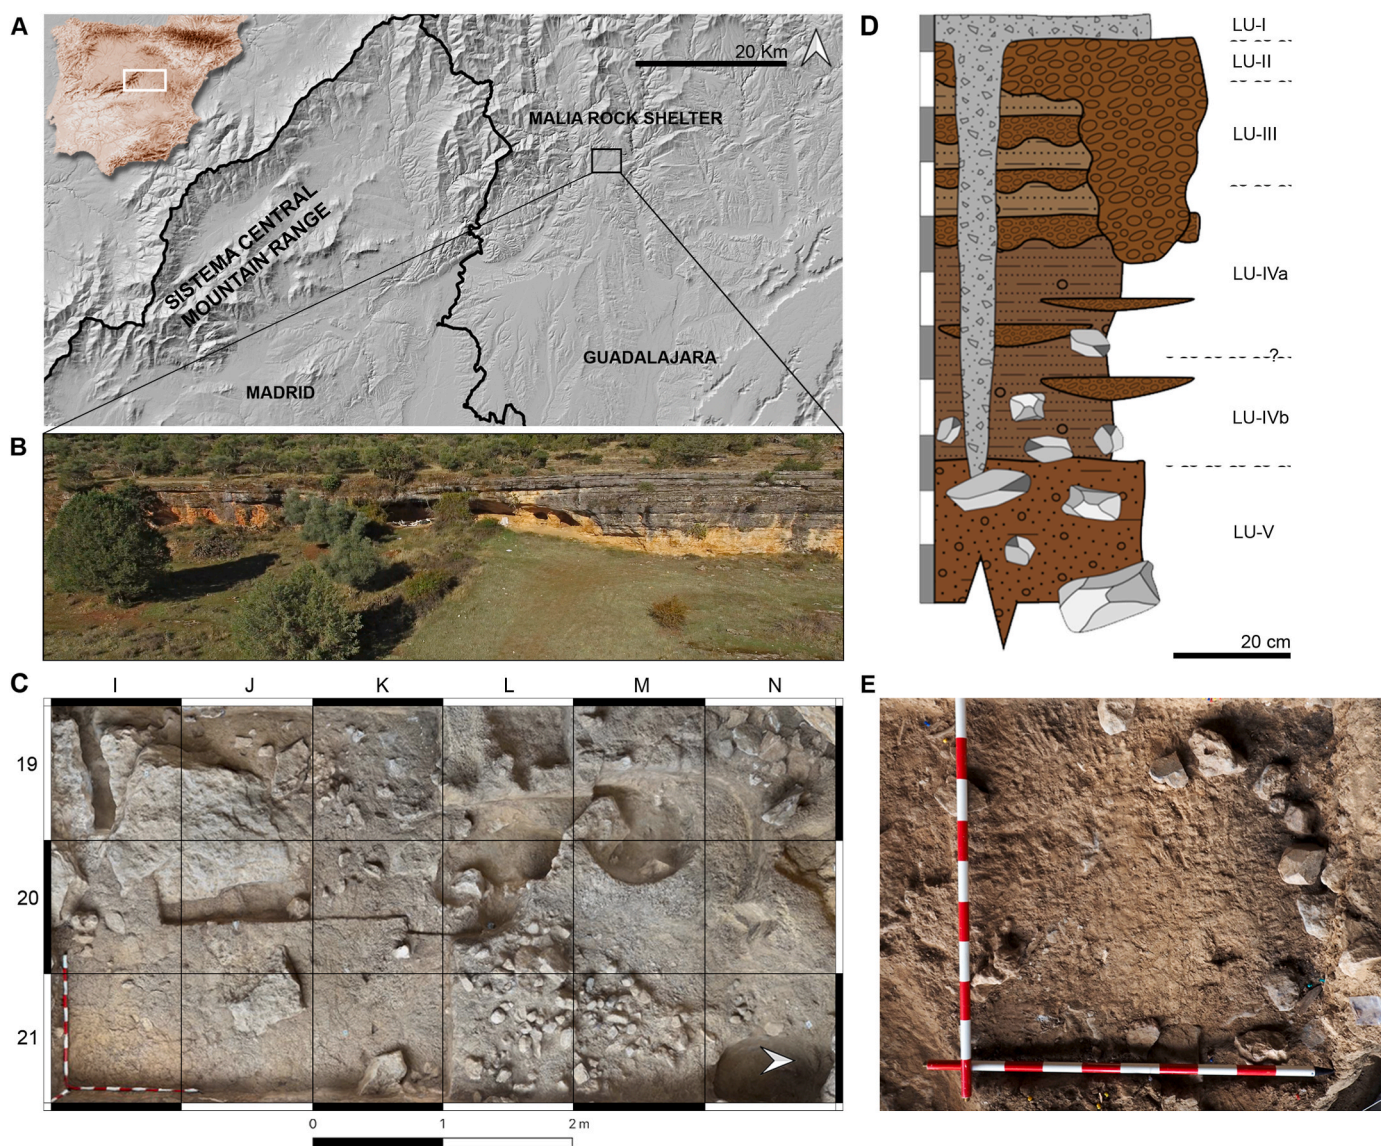 A
20 Km
MALIA ROCK SHELTER
SISTEMA CENTRAL
MOUNTAIN RANGE
GUADALAJARA
MADRID
B
C
I J K L M N
19
20
21
0 1 2 m
D
LU-I
LU-II
LU-III
LU-IVa
?
LU-IVb
LU-V
20 cm
E